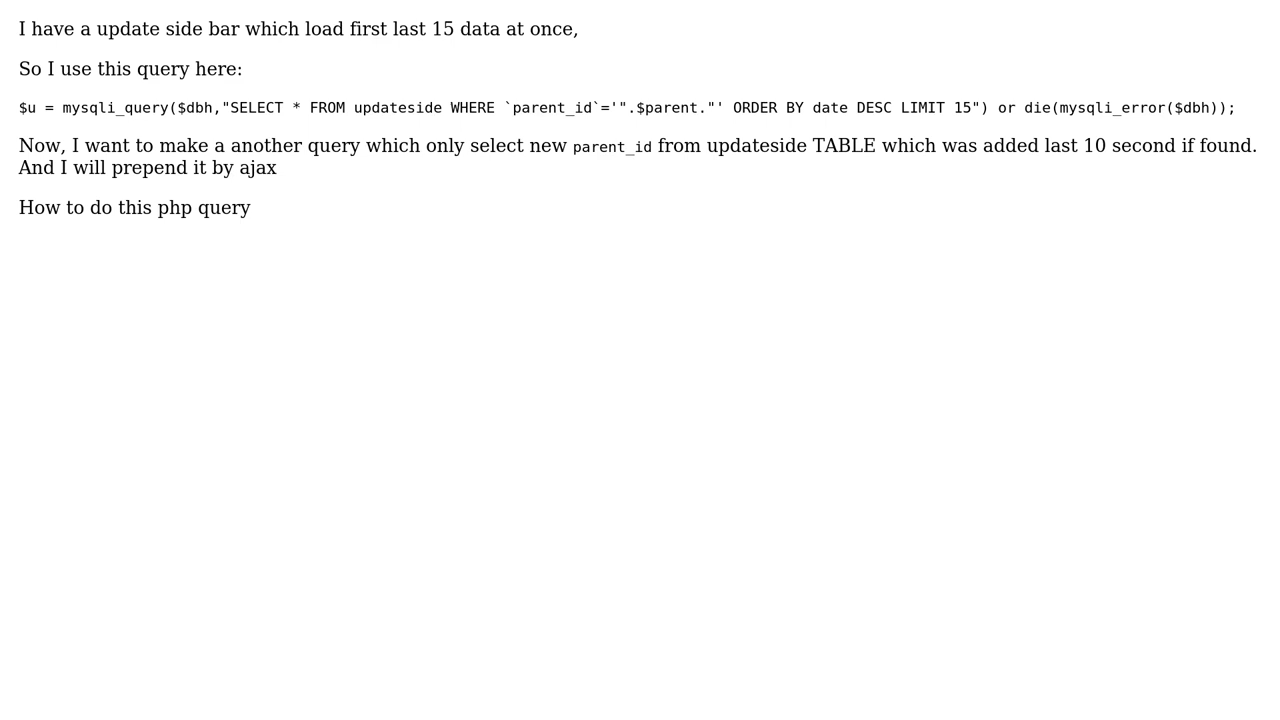 I have a update side bar which load first last 15 data at once,
So I use this query here:
$u = mysqli_query($dbh,"SELECT * FROM updateside WHERE `parent_id`='".$parent."' ORDER BY date DESC LIMIT 15") or die(mysqli_error($dbh));
Now, I want to make a another query which only select new parent_id from updateside TABLE which was added last 10 second if found.
And I will prepend it by ajax
How to do this php query